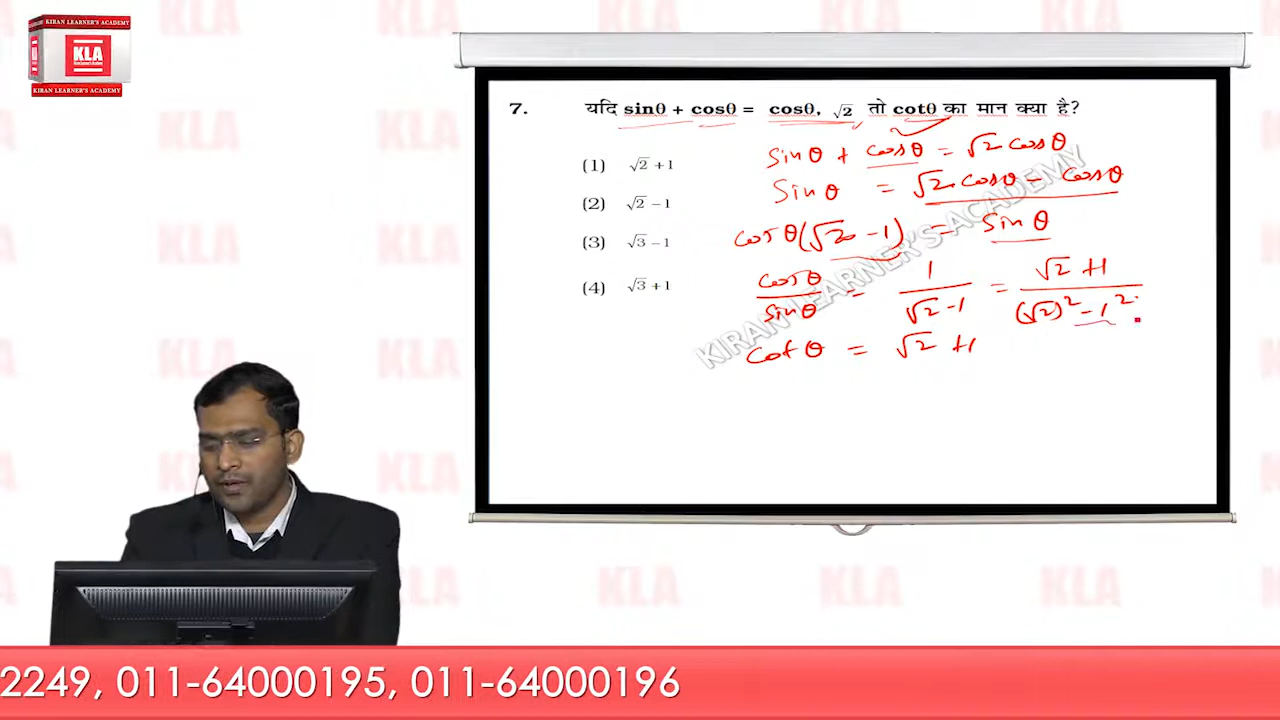 KIRAN LEARNER'S ACADEMY
KLA
KIRAN LEARNER'S ACADEMY
7. यदि sinθ + cosθ = cosθ, √2 तो cotθ का मान क्या है?
(1) √2 + 1
(2) √2 − 1
(3) √3 − 1
(4) √3 + 1
sinθ + cosθ = √2 cosθ
sinθ = √2 cosθ − cosθ
cosθ(√2 − 1) = sinθ
cosθ/sinθ = 1/(√2 − 1) = (√2 + 1)/((√2)² − 1²)
cotθ = √2 + 1
KIRAN LEARNER'S ACADEMY
2249, 011-64000195, 011-64000196